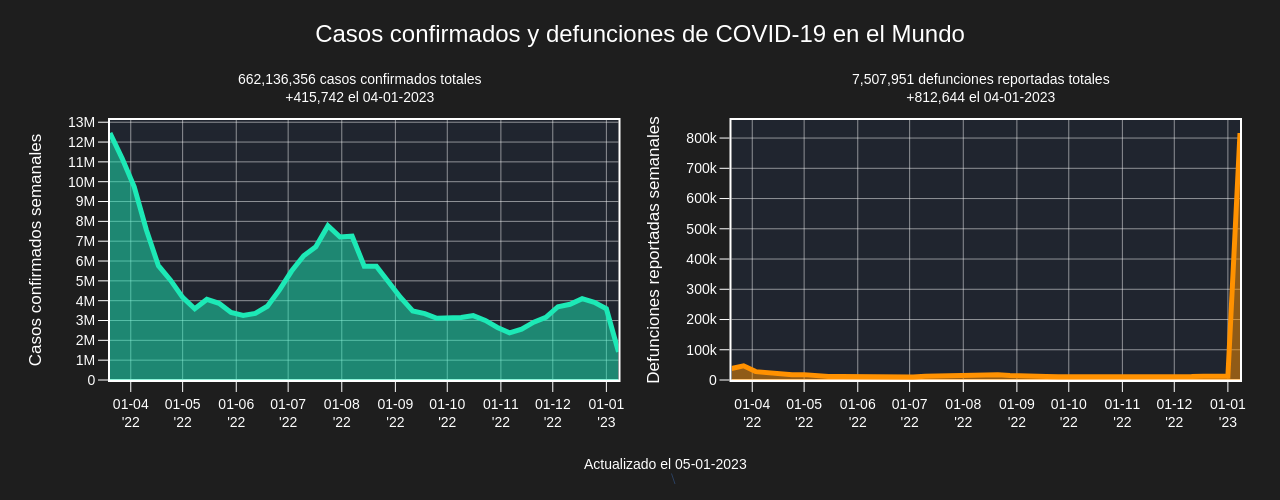 Casos confirmados y defunciones de COVID-19 en el Mundo
662,136,356 casos confirmados totales
+415,742 el 04-01-2023
Casos confirmados semanales
13M
12M
11M
10M
9M
8M
7M
6M
5M
4M
3M
2M
1M
0
01-04 '22
01-05 '22
01-06 '22
01-07 '22
01-08 '22
01-09 '22
01-10 '22
01-11 '22
01-12 '22
01-01 '23
7,507,951 defunciones reportadas totales
+812,644 el 04-01-2023
Defunciones reportadas semanales
800k
700k
600k
500k
400k
300k
200k
100k
0
01-04 '22
01-05 '22
01-06 '22
01-07 '22
01-08 '22
01-09 '22
01-10 '22
01-11 '22
01-12 '22
01-01 '23
Actualizado el 05-01-2023
\